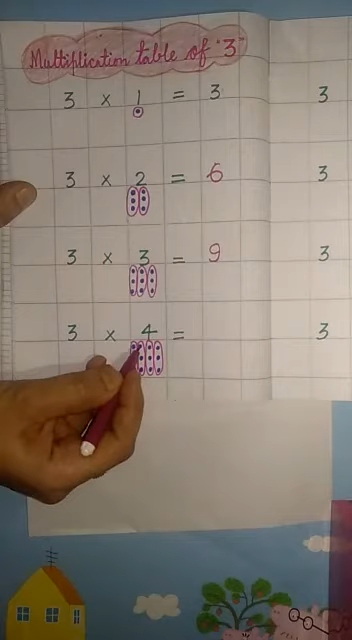 Multiplication table of "3"
3 × 1 = 3 3
3 × 2 = 6 3
3 × 3 = 9 3
3 × 4 = 3